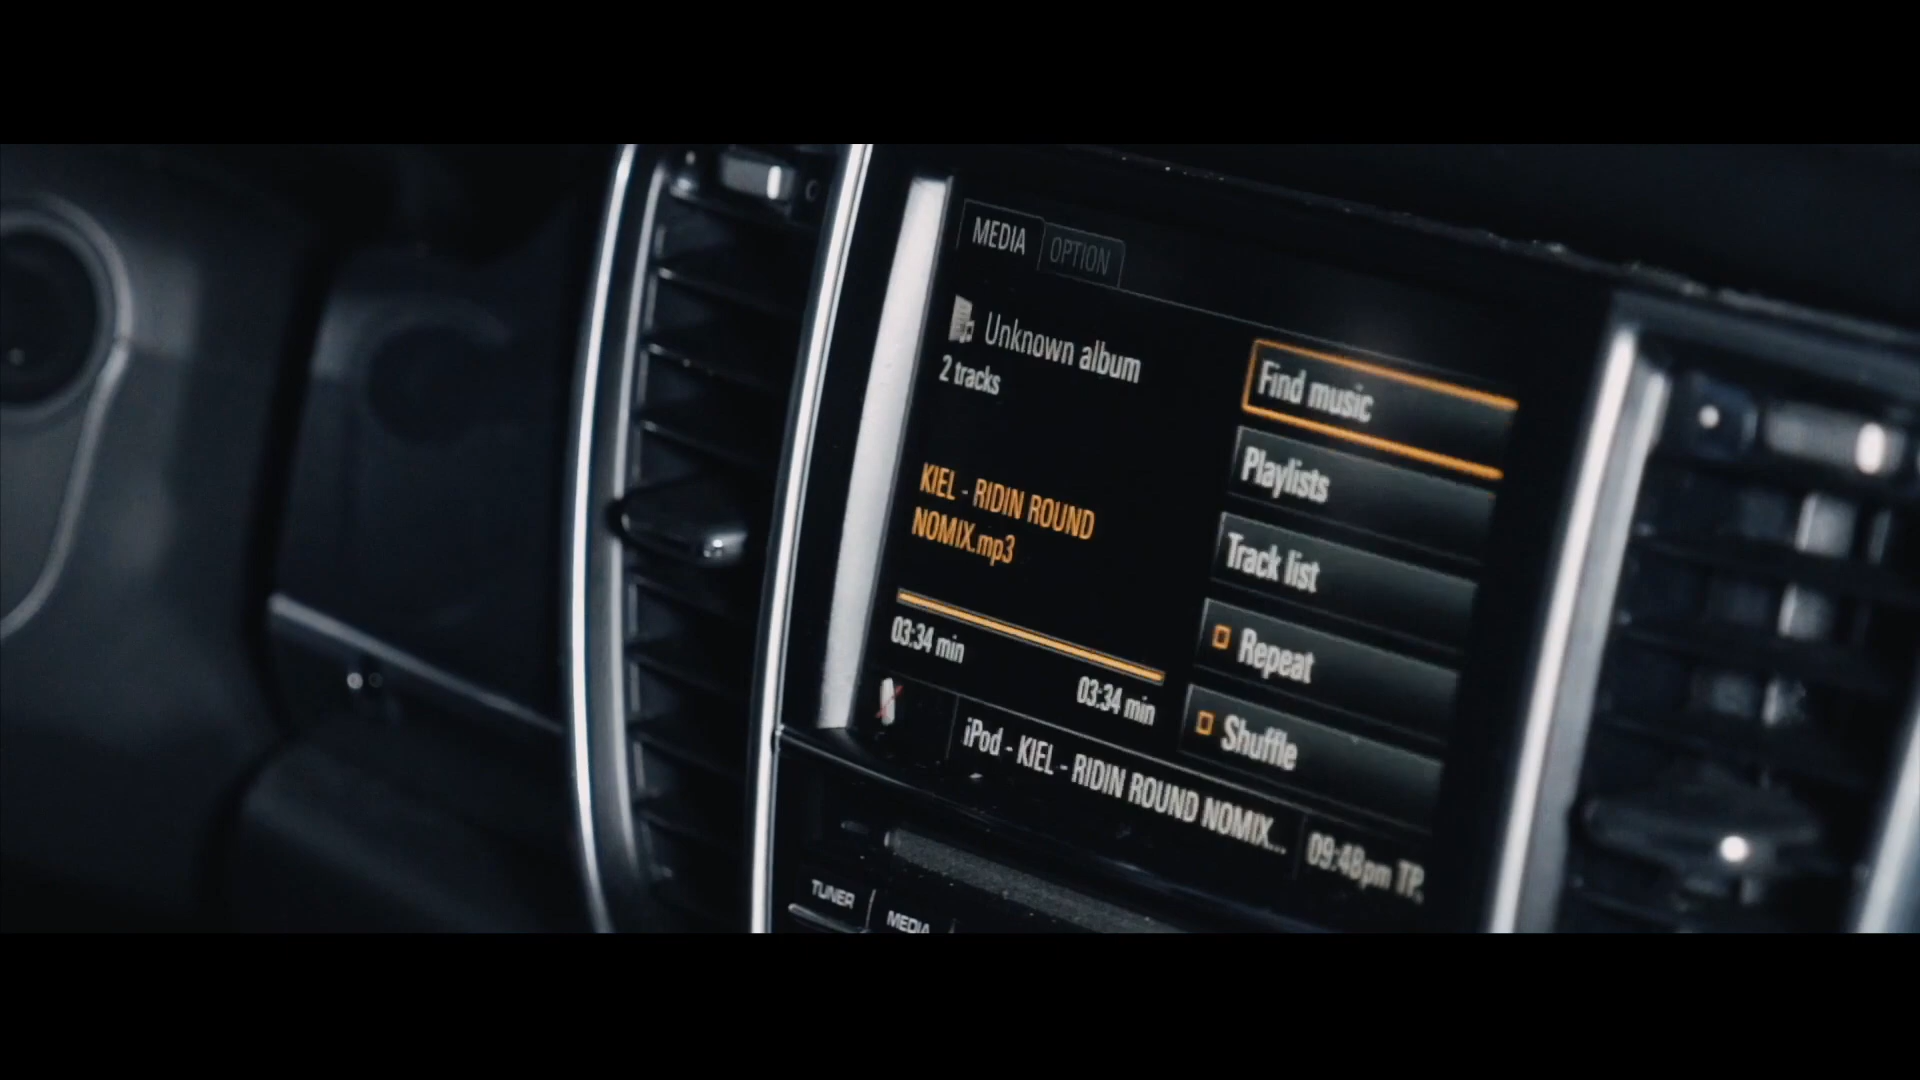 MEDIA
OPTION
Unknown album
2 tracks
KIEL - RIDIN ROUND
NOMIX.mp3
03:34 min
03:34 min
Find music
Playlists
Track list
Repeat
Shuffle
iPod - KIEL - RIDIN ROUND NOMIX...
09:48pm TP.
TUNER
MEDIA